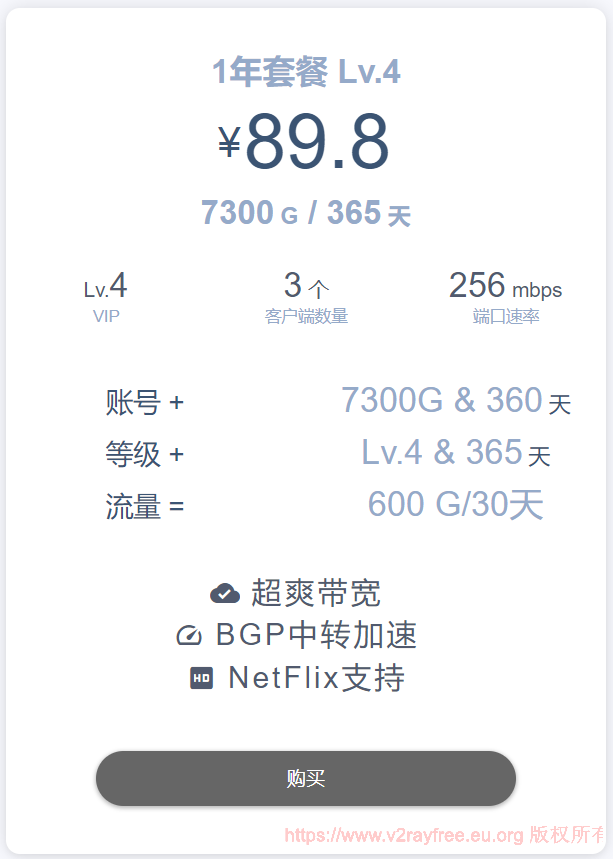 1年套餐 Lv.4
¥89.8
7300 G / 365 天
Lv.4 3 个 256 mbps
VIP 客户端数量 端口速率
账号 + 7300G & 360 天
等级 + Lv.4 & 365 天
流量 = 600 G/30天
超爽带宽
BGP中转加速
HD NetFlix支持
购买
https://www.v2rayfree.eu.org 版权所有